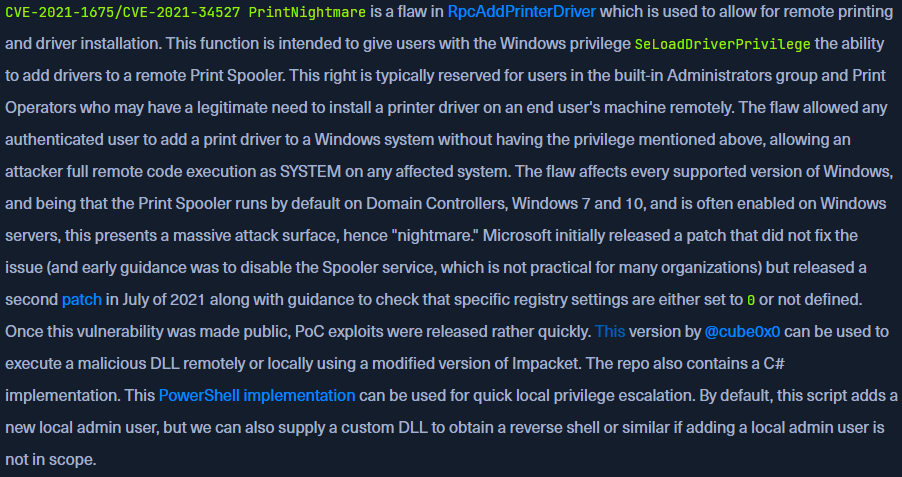 CVE-2021-1675/CVE-2021-34527 PrintNightmare is a flaw in RpcAddPrinterDriver which is used to allow for remote printing
and driver installation. This function is intended to give users with the Windows privilege SeLoadDriverPrivilege the ability
to add drivers to a remote Print Spooler. This right is typically reserved for users in the built-in Administrators group and Print
Operators who may have a legitimate need to install a printer driver on an end user's machine remotely. The flaw allowed any
authenticated user to add a print driver to a Windows system without having the privilege mentioned above, allowing an
attacker full remote code execution as SYSTEM on any affected system. The flaw affects every supported version of Windows,
and being that the Print Spooler runs by default on Domain Controllers, Windows 7 and 10, and is often enabled on Windows
servers, this presents a massive attack surface, hence "nightmare." Microsoft initially released a patch that did not fix the
issue (and early guidance was to disable the Spooler service, which is not practical for many organizations) but released a
second patch in July of 2021 along with guidance to check that specific registry settings are either set to 0 or not defined.
Once this vulnerability was made public, PoC exploits were released rather quickly. This version by @cube0x0 can be used to
execute a malicious DLL remotely or locally using a modified version of Impacket. The repo also contains a C#
implementation. This PowerShell implementation can be used for quick local privilege escalation. By default, this script adds a
new local admin user, but we can also supply a custom DLL to obtain a reverse shell or similar if adding a local admin user is
not in scope.